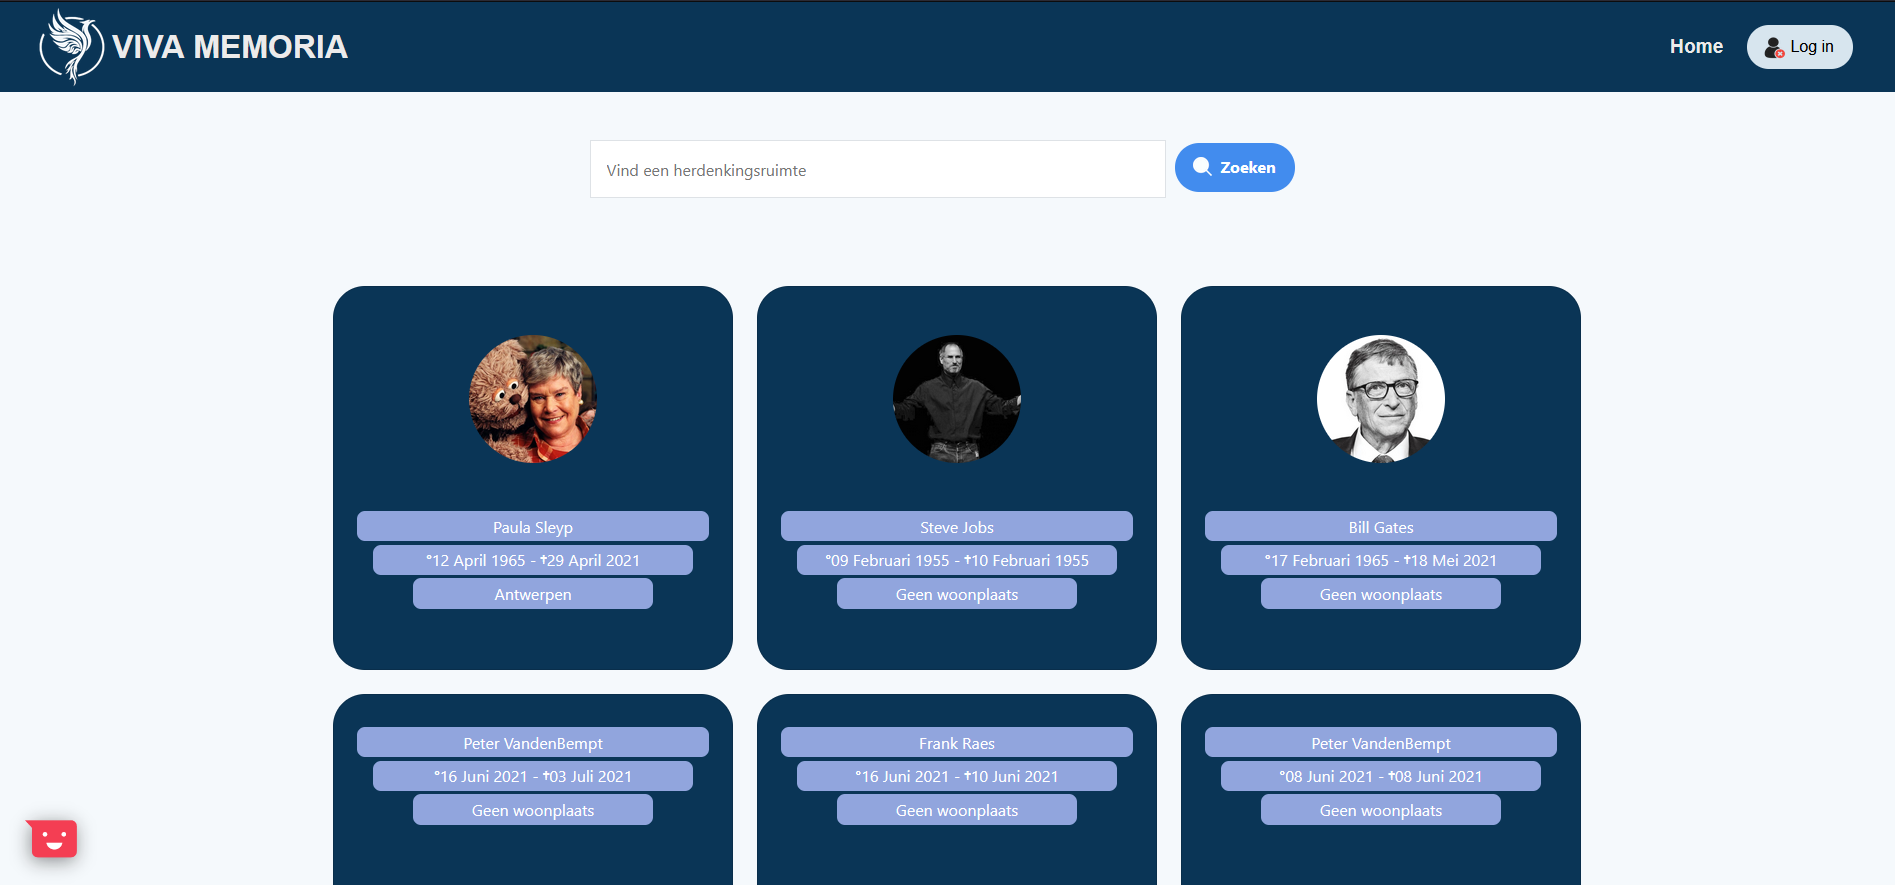 VIVA MEMORIA
Home
Log in
Vind een herdenkingsruimte
Zoeken
Paula Sleyp
°12 April 1965 - ✝29 April 2021
Antwerpen
Steve Jobs
°09 Februari 1955 - ✝10 Februari 1955
Geen woonplaats
Bill Gates
°17 Februari 1965 - ✝18 Mei 2021
Geen woonplaats
Peter VandenBempt
°16 Juni 2021 - ✝03 Juli 2021
Geen woonplaats
Frank Raes
°16 Juni 2021 - ✝10 Juni 2021
Geen woonplaats
Peter VandenBempt
°08 Juni 2021 - ✝08 Juni 2021
Geen woonplaats